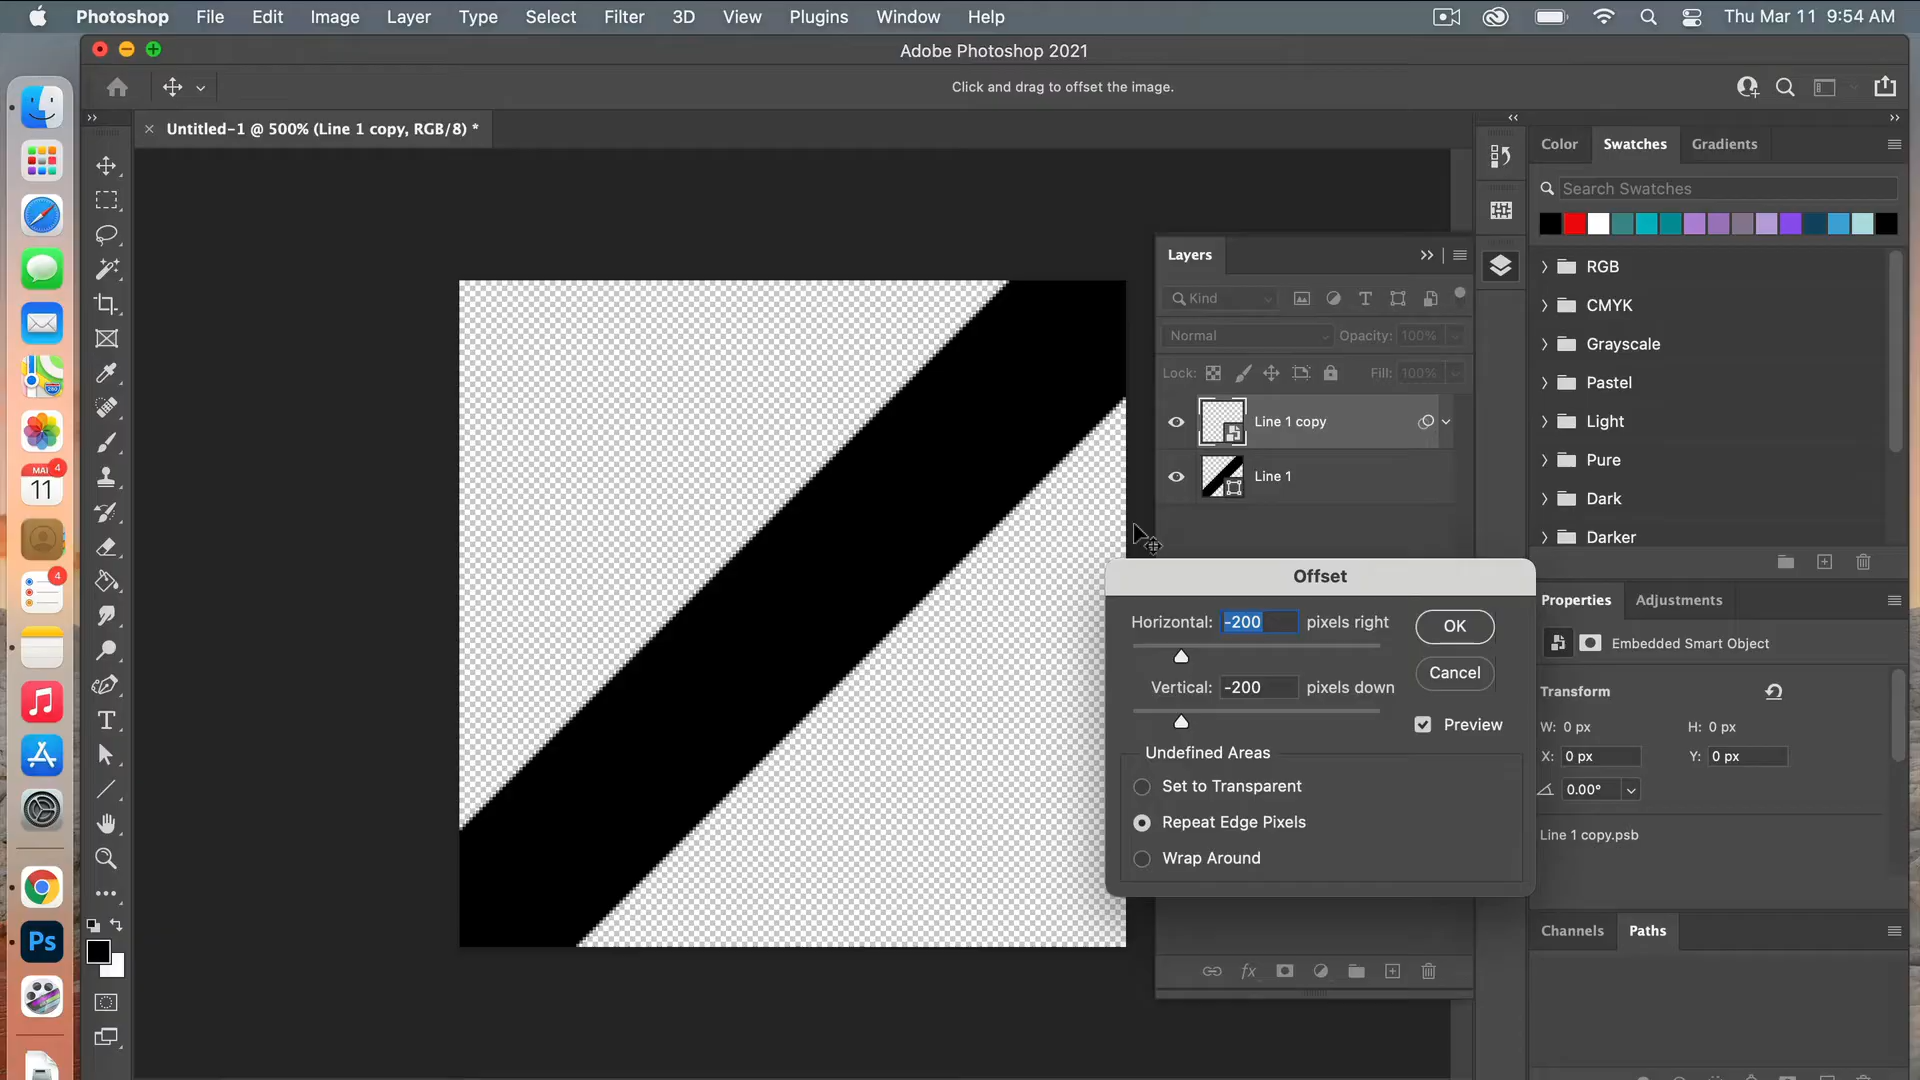 Photoshop File Edit Image Layer Type Select Filter 3D View Plugins Window Help Thu Mar 11 9:54 AM
Adobe Photoshop 2021
Click and drag to offset the image.
Untitled-1 @ 500% (Line 1 copy, RGB/8) *
Color Swatches Gradients
Search Swatches
RGB
CMYK
Grayscale
Pastel
Light
Pure
Dark
Darker
Layers
Kind
Normal Opacity: 100%
Lock: Fill: 100%
Line 1 copy
Line 1
Offset
Horizontal: -200 pixels right
OK
Cancel
Vertical: -200 pixels down
Preview
Undefined Areas
Set to Transparent
Repeat Edge Pixels
Wrap Around
Properties Adjustments
Embedded Smart Object
Transform
W: 0 px H: 0 px
X: 0 px Y: 0 px
0.00°
Line 1 copy.psb
Channels Paths
fx
4
11
4
Ps